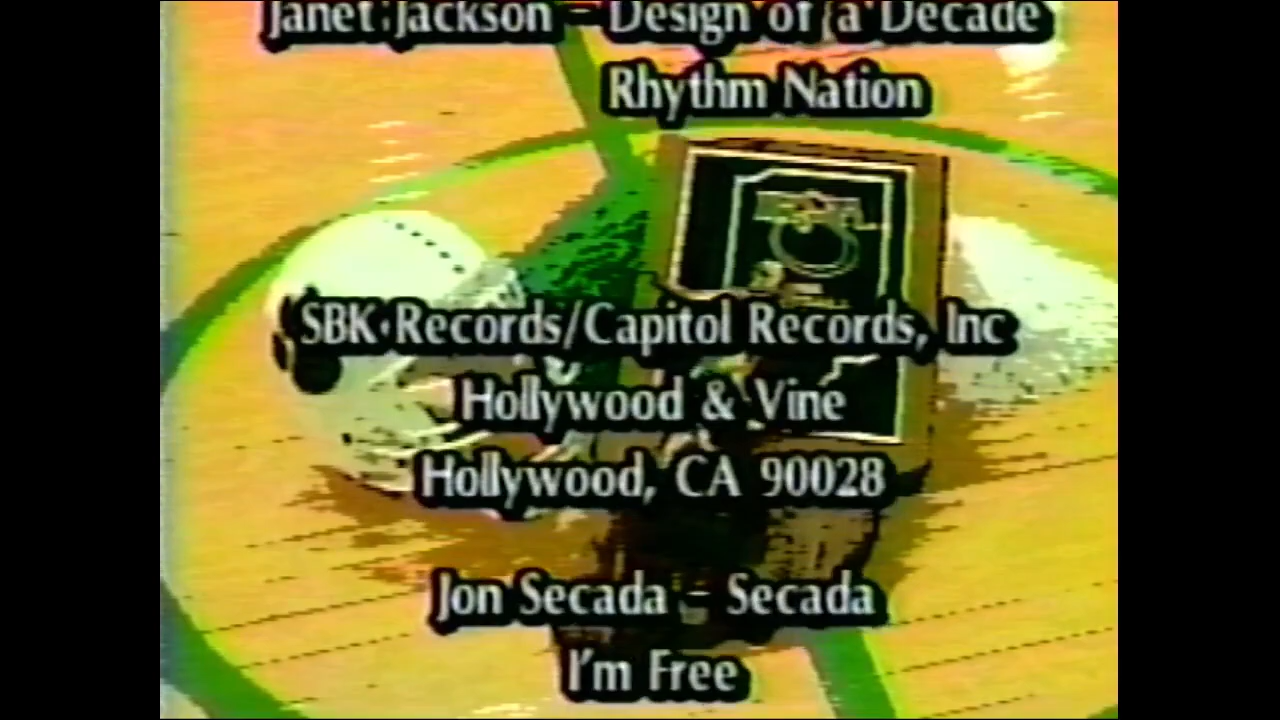 Janet Jackson - Design of a Decade
Rhythm Nation
SBK Records/Capitol Records, Inc
Hollywood & Vine
Hollywood, CA 90028
Jon Secada - Secada
I'm Free